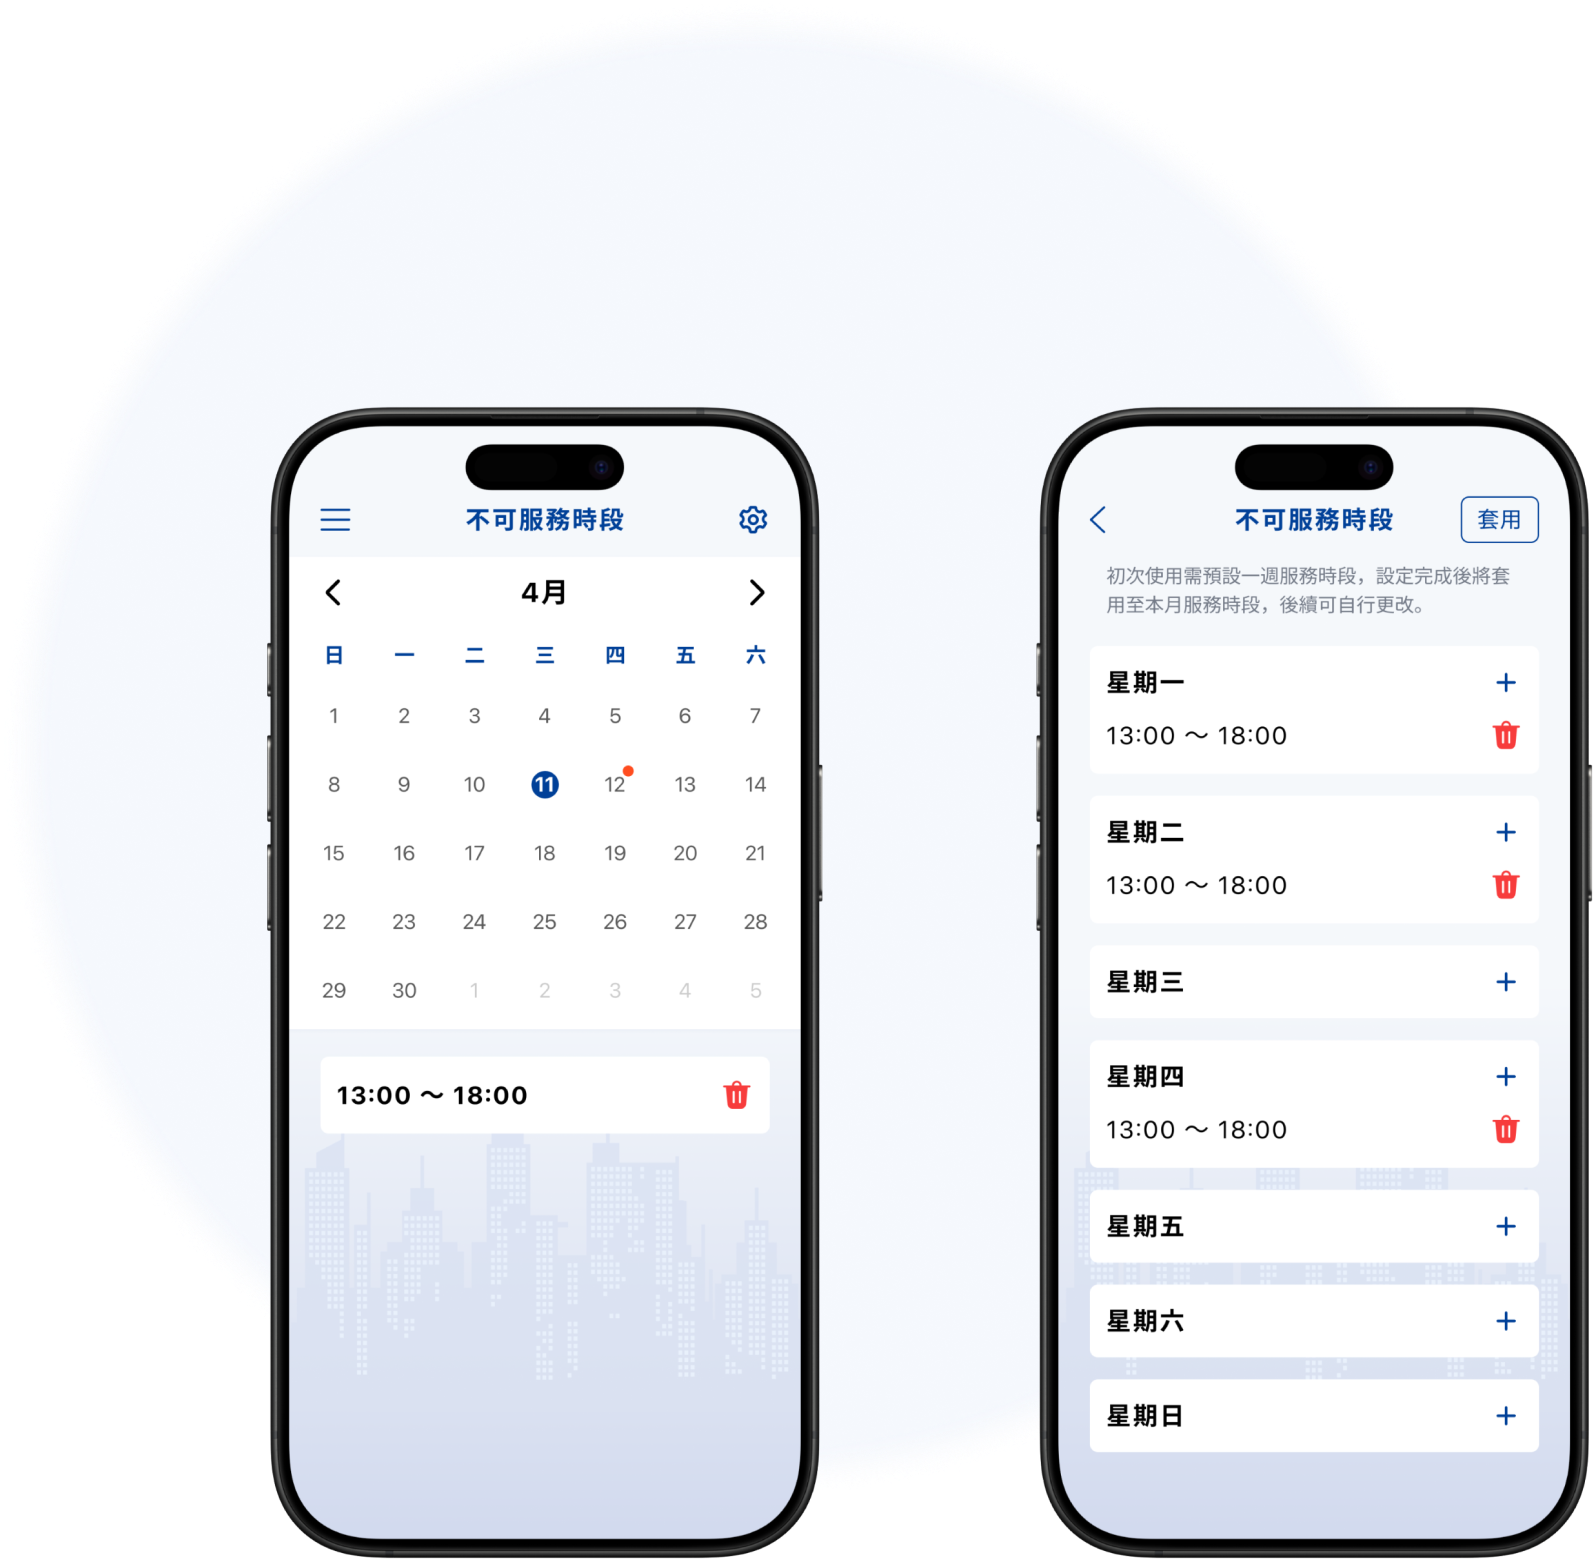 不可服務時段
4月
日 一 二 三 四 五 六
1 2 3 4 5 6 7
8 9 10 11 12 13 14
15 16 17 18 19 20 21
22 23 24 25 26 27 28
29 30 1 2 3 4 5
13:00 ～ 18:00
不可服務時段
套用
初次使用需預設一週服務時段，設定完成後將套
用至本月服務時段，後續可自行更改。
星期一
13:00 ～ 18:00
星期二
13:00 ～ 18:00
星期三
星期四
13:00 ～ 18:00
星期五
星期六
星期日